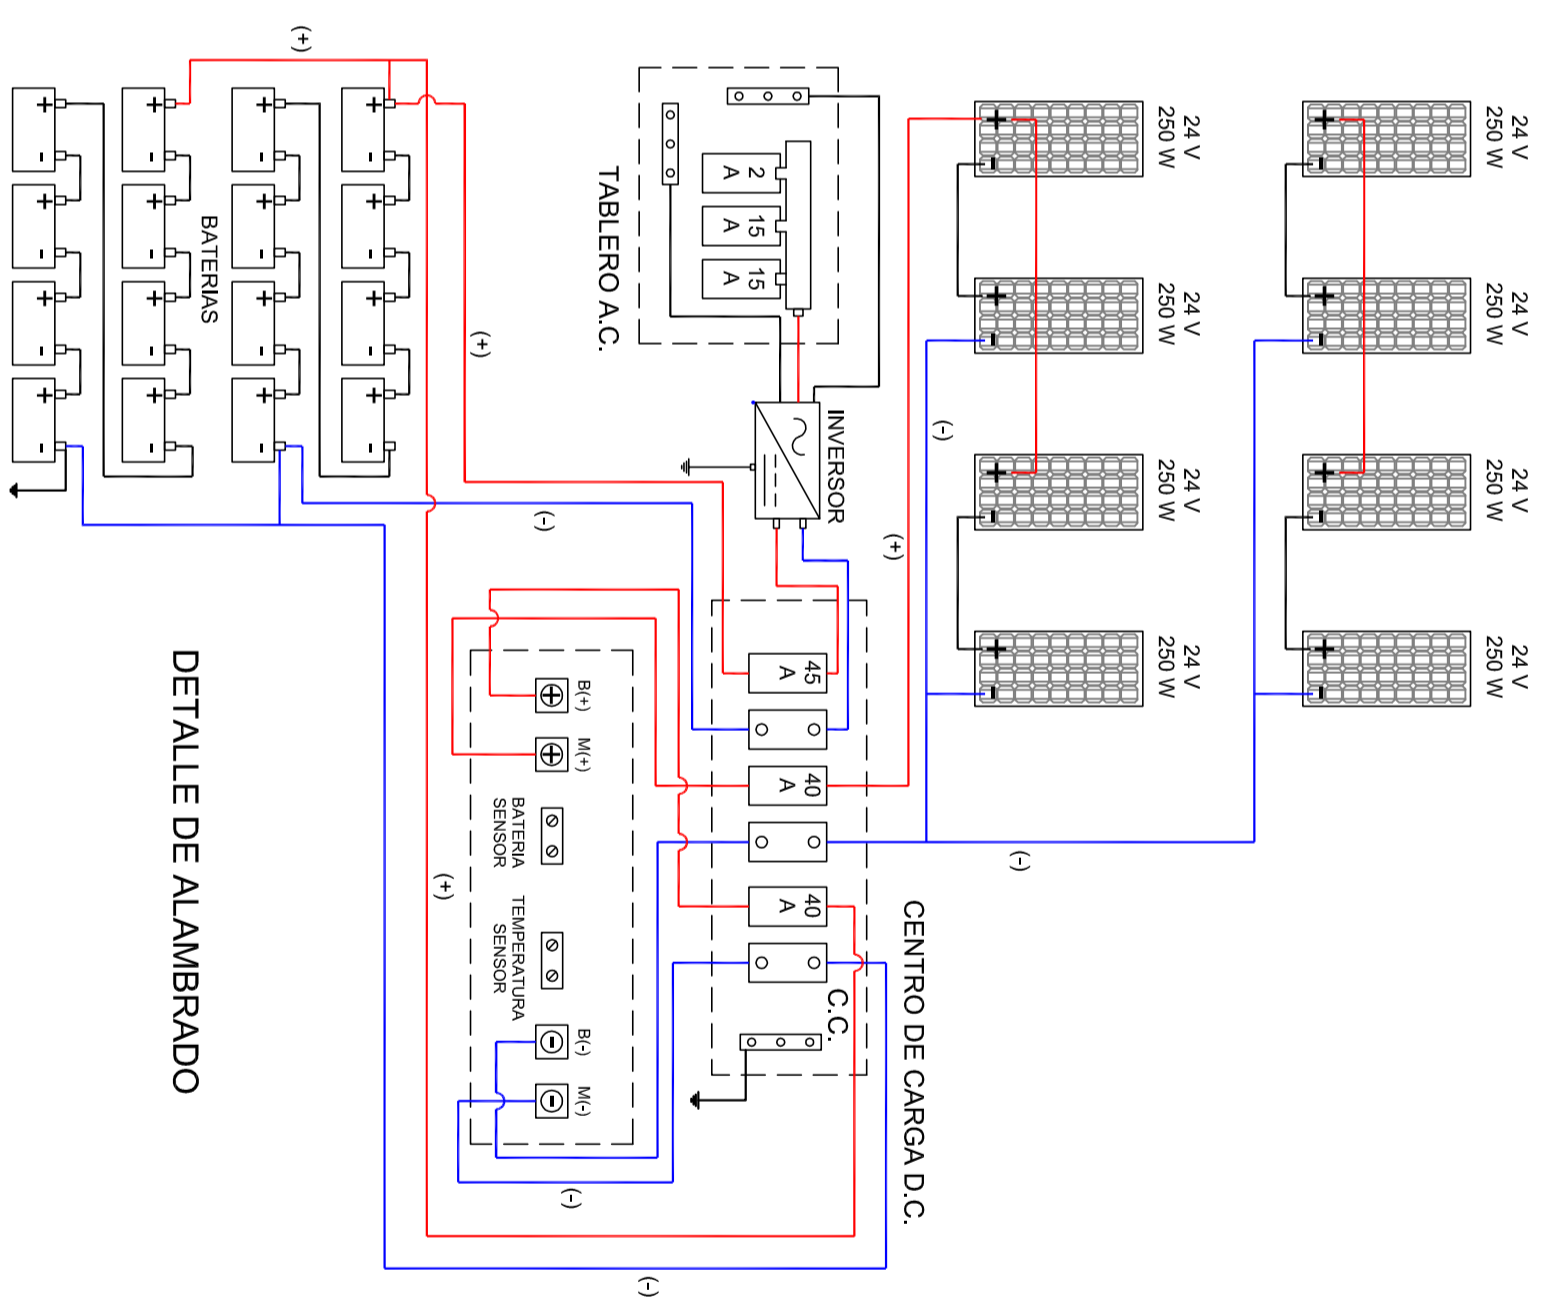 (+)
BATERIAS
(+)
(-)
(+)
TABLERO A.C.
2
A
15
A
15
A
INVERSOR
(+)
(-)
24 V
250 W
24 V
250 W
24 V
250 W
24 V
250 W
24 V
250 W
24 V
250 W
24 V
250 W
24 V
250 W
(-)
45
A
40
A
40
A
C.C.
CENTRO DE CARGA D.C.
B(+)
M(+)
BATERIA
SENSOR
TEMPERATURA
SENSOR
B(-)
M(-)
(-)
(-)
DETALLE DE ALAMBRADO